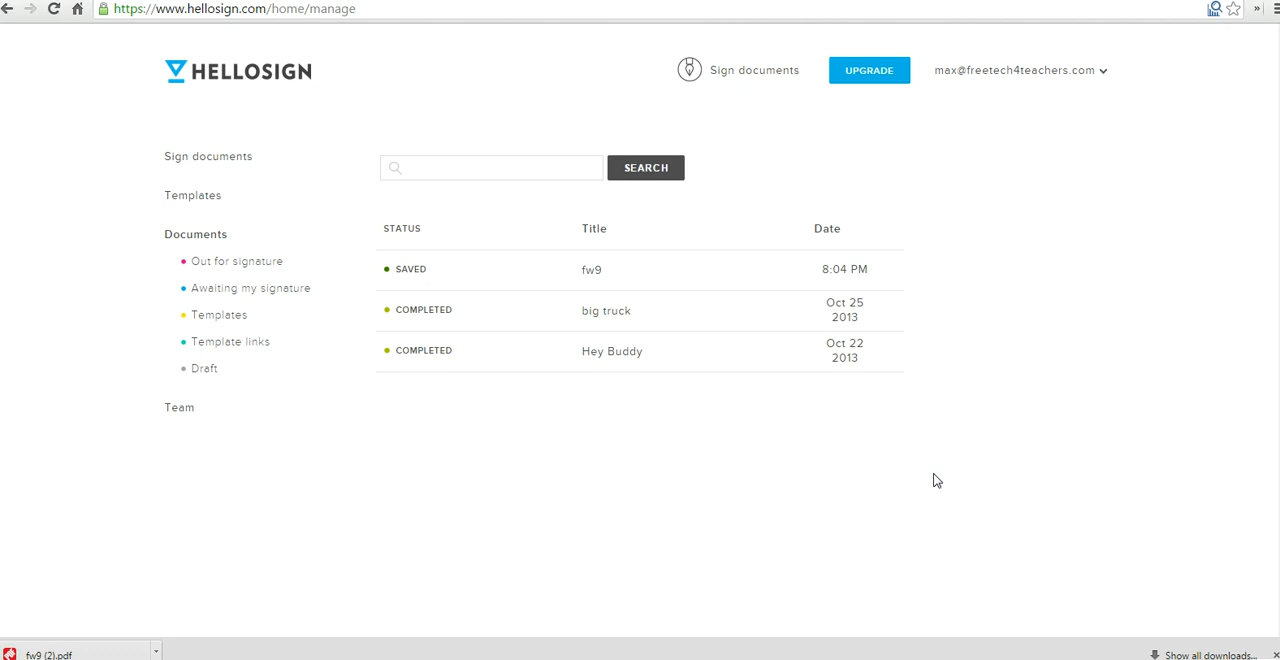 https://www.hellosign.com/home/manage
»
HELLOSIGN
Sign documents
UPGRADE
max@freetech4teachers.com
Sign documents
SEARCH
Templates
STATUS Title Date
Documents
Out for signature
SAVED fw9 8:04 PM
Awaiting my signature
COMPLETED big truck Oct 25
2013
Templates
Template links
COMPLETED Hey Buddy Oct 22
2013
Draft
Team
fw9 (2).pdf
Show all downloads...